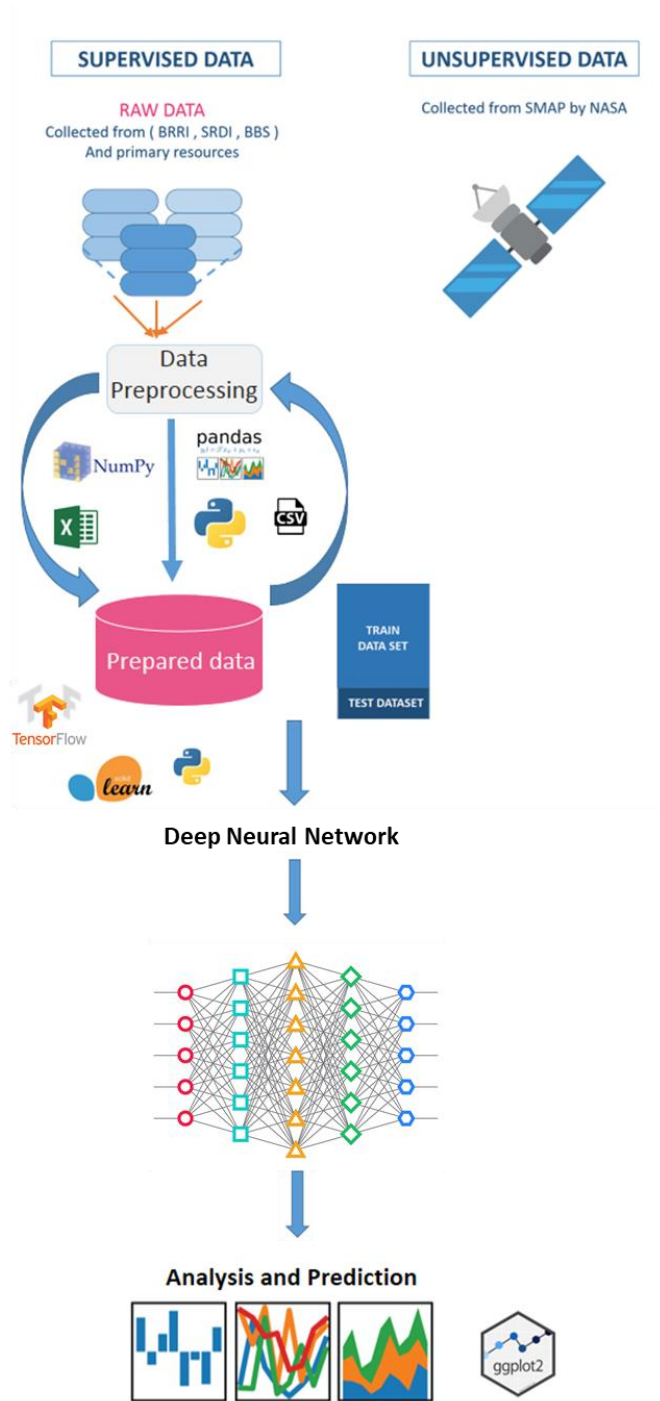 SUPERVISED DATA
UNSUPERVISED DATA
RAW DATA
Collected from ( BRRI , SRDI , BBS )
And primary resources
Collected from SMAP by NASA
Data
Preprocessing
NumPy
pandas
X
CSV
Prepared data
TRAIN
DATA SET
TEST DATASET
TensorFlow
learn
Deep Neural Network
Analysis and Prediction
ggplot2